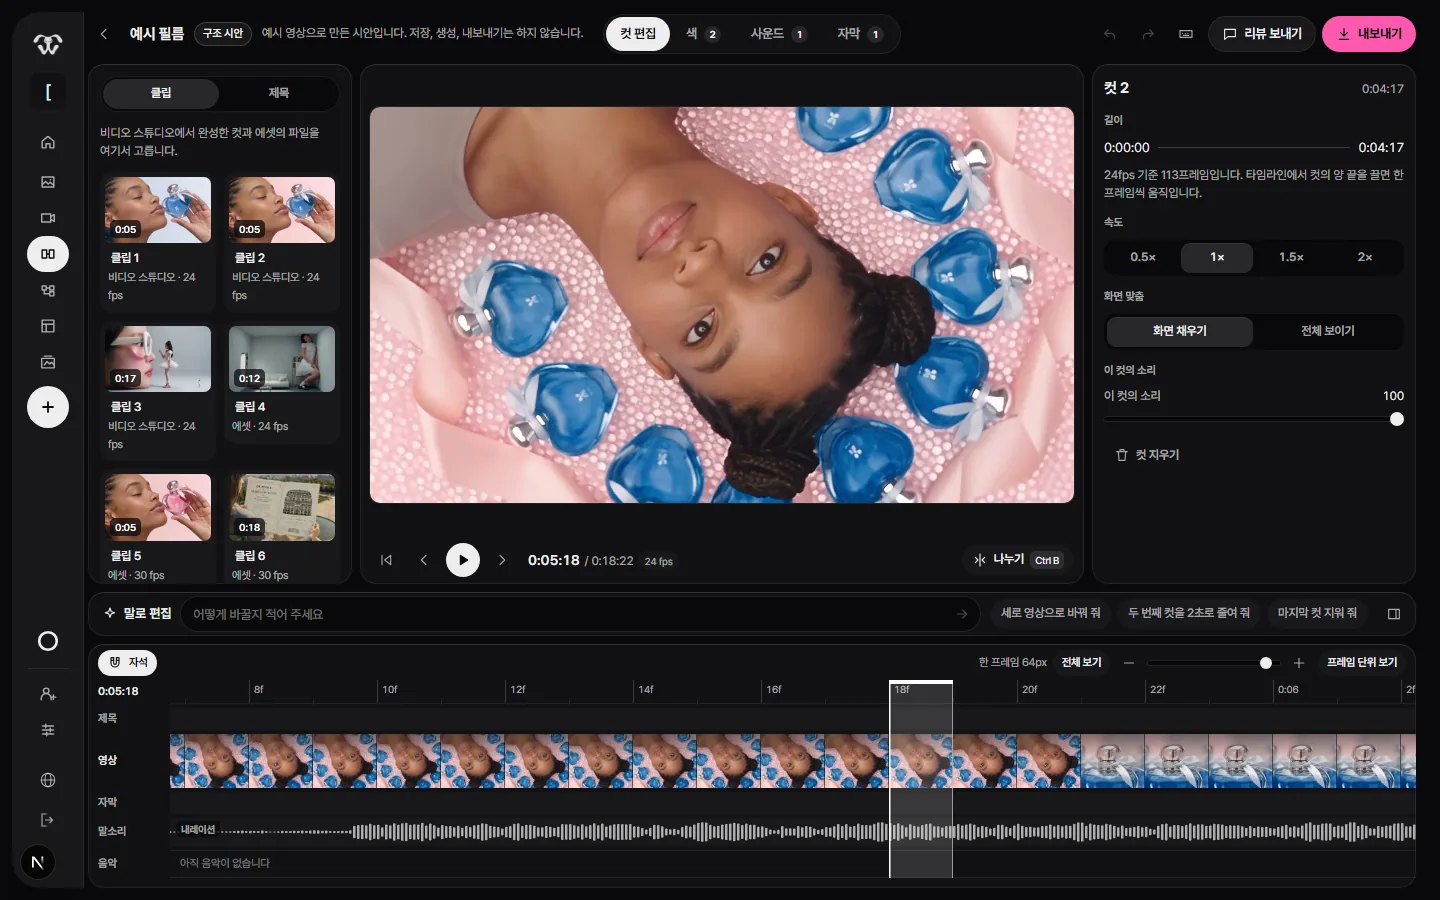 예시 필름
구조 시안
예시 영상으로 만든 시안입니다. 저장, 생성, 내보내기는 하지 않습니다.
컷 편집
색 2
사운드 1
자막 1
리뷰 보내기
내보내기
[
클립
제목
비디오 스튜디오에서 완성한 컷과 에셋의 파일을
여기서 고릅니다.
0:05
클립 1
비디오 스튜디오 · 24
fps
0:05
클립 2
비디오 스튜디오 · 24
fps
0:17
클립 3
비디오 스튜디오 · 24
fps
0:12
클립 4
에셋 · 24 fps
0:05
클립 5
에셋 · 30 fps
0:18
클립 6
에셋 · 30 fps
0:05:18 / 0:18:22 24 fps
나누기 Ctrl B
컷 2
0:04:17
길이
0:00:00
0:04:17
24fps 기준 113프레임입니다. 타임라인에서 컷의 양 끝을 끌면 한
프레임씩 움직입니다.
속도
0.5×
1×
1.5×
2×
화면 맞춤
화면 채우기
전체 보이기
이 컷의 소리
이 컷의 소리
100
컷 지우기
말로 편집
어떻게 바꿀지 적어 주세요
세로 영상으로 바꿔 줘
두 번째 컷을 2초로 줄여 줘
마지막 컷 지워 줘
자석
한 프레임 64px
전체 보기
프레임 단위 보기
0:05:18
8f
10f
12f
14f
16f
18f
20f
22f
0:06
2f
제목
영상
자막
말소리
내레이션
음악
아직 음악이 없습니다
N